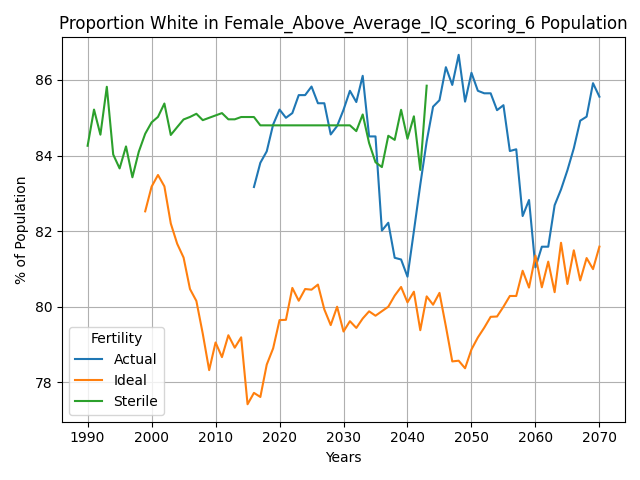 Proportion White in Female_Above_Average_IQ_scoring_6 Population
% of Population
86
84
82
80
78
Fertility
Actual
Ideal
Sterile
1990 2000 2010 2020 2030 2040 2050 2060 2070
Years